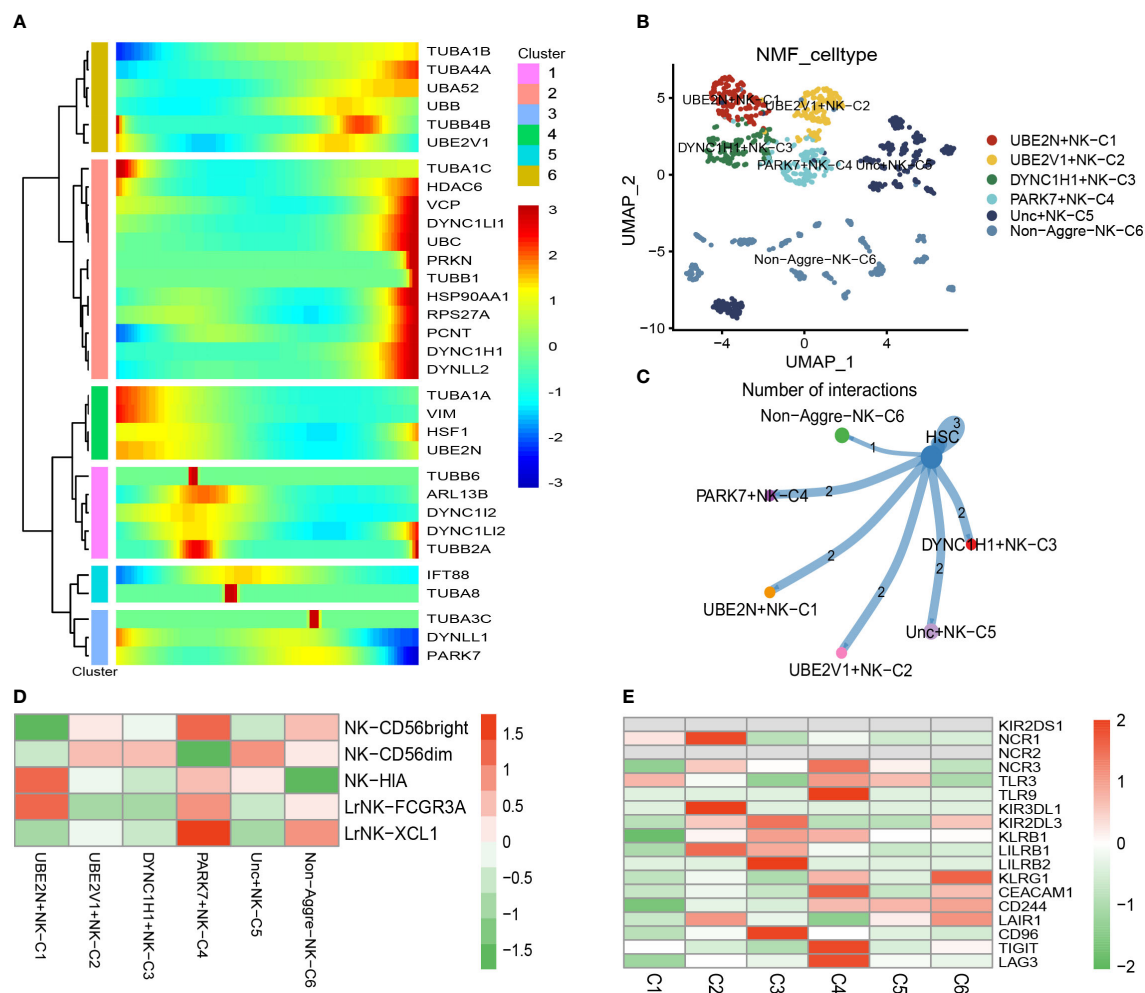 A
TUBA1B
TUBA4A
UBA52
UBB
TUBB4B
UBE2V1
TUBA1C
HDAC6
VCP
DYNC1LI1
UBC
PRKN
TUBB1
HSP90AA1
RPS27A
PCNT
DYNC1H1
DYNLL2
TUBA1A
VIM
HSF1
UBE2N
TUBB6
ARL13B
DYNC1I2
DYNC1LI2
TUBB2A
IFT88
TUBA8
TUBA3C
DYNLL1
PARK7
Cluster
Cluster
1
2
3
4
5
6
3
2
1
0
-1
-2
-3
B
NMF_celltype
UBE2N+NK−C1
UBE2V1+NK−C2
DYNC1H1+NK−C3
PARK7+NK−C4
Unc+NK−C5
Non−Aggre−NK−C6
5
0
−5
−10
UMAP_2
−4
0
4
UMAP_1
UBE2N+NK−C1
UBE2V1+NK−C2
DYNC1H1+NK−C3
PARK7+NK−C4
Unc+NK−C5
Non−Aggre−NK−C6
C
Number of interactions
Non−Aggre−NK−C6
3
HSC
1
PARK7+NK−C4
2
2
DYNC1H1+NK−C3
2
2
UBE2N+NK−C1
2
Unc+NK−C5
UBE2V1+NK−C2
D
NK−CD56bright
NK−CD56dim
NK−HIA
LrNK−FCGR3A
LrNK−XCL1
UBE2N+NK−C1
UBE2V1+NK−C2
DYNC1H1+NK−C3
PARK7+NK−C4
Unc+NK−C5
Non−Aggre−NK−C6
1.5
1
0.5
0
−0.5
−1
−1.5
E
KIR2DS1
NCR1
NCR2
NCR3
TLR3
TLR9
KIR3DL1
KIR2DL3
KLRB1
LILRB1
LILRB2
KLRG1
CEACAM1
CD244
LAIR1
CD96
TIGIT
LAG3
C1
C2
C3
C4
C5
C6
2
1
0
−1
−2